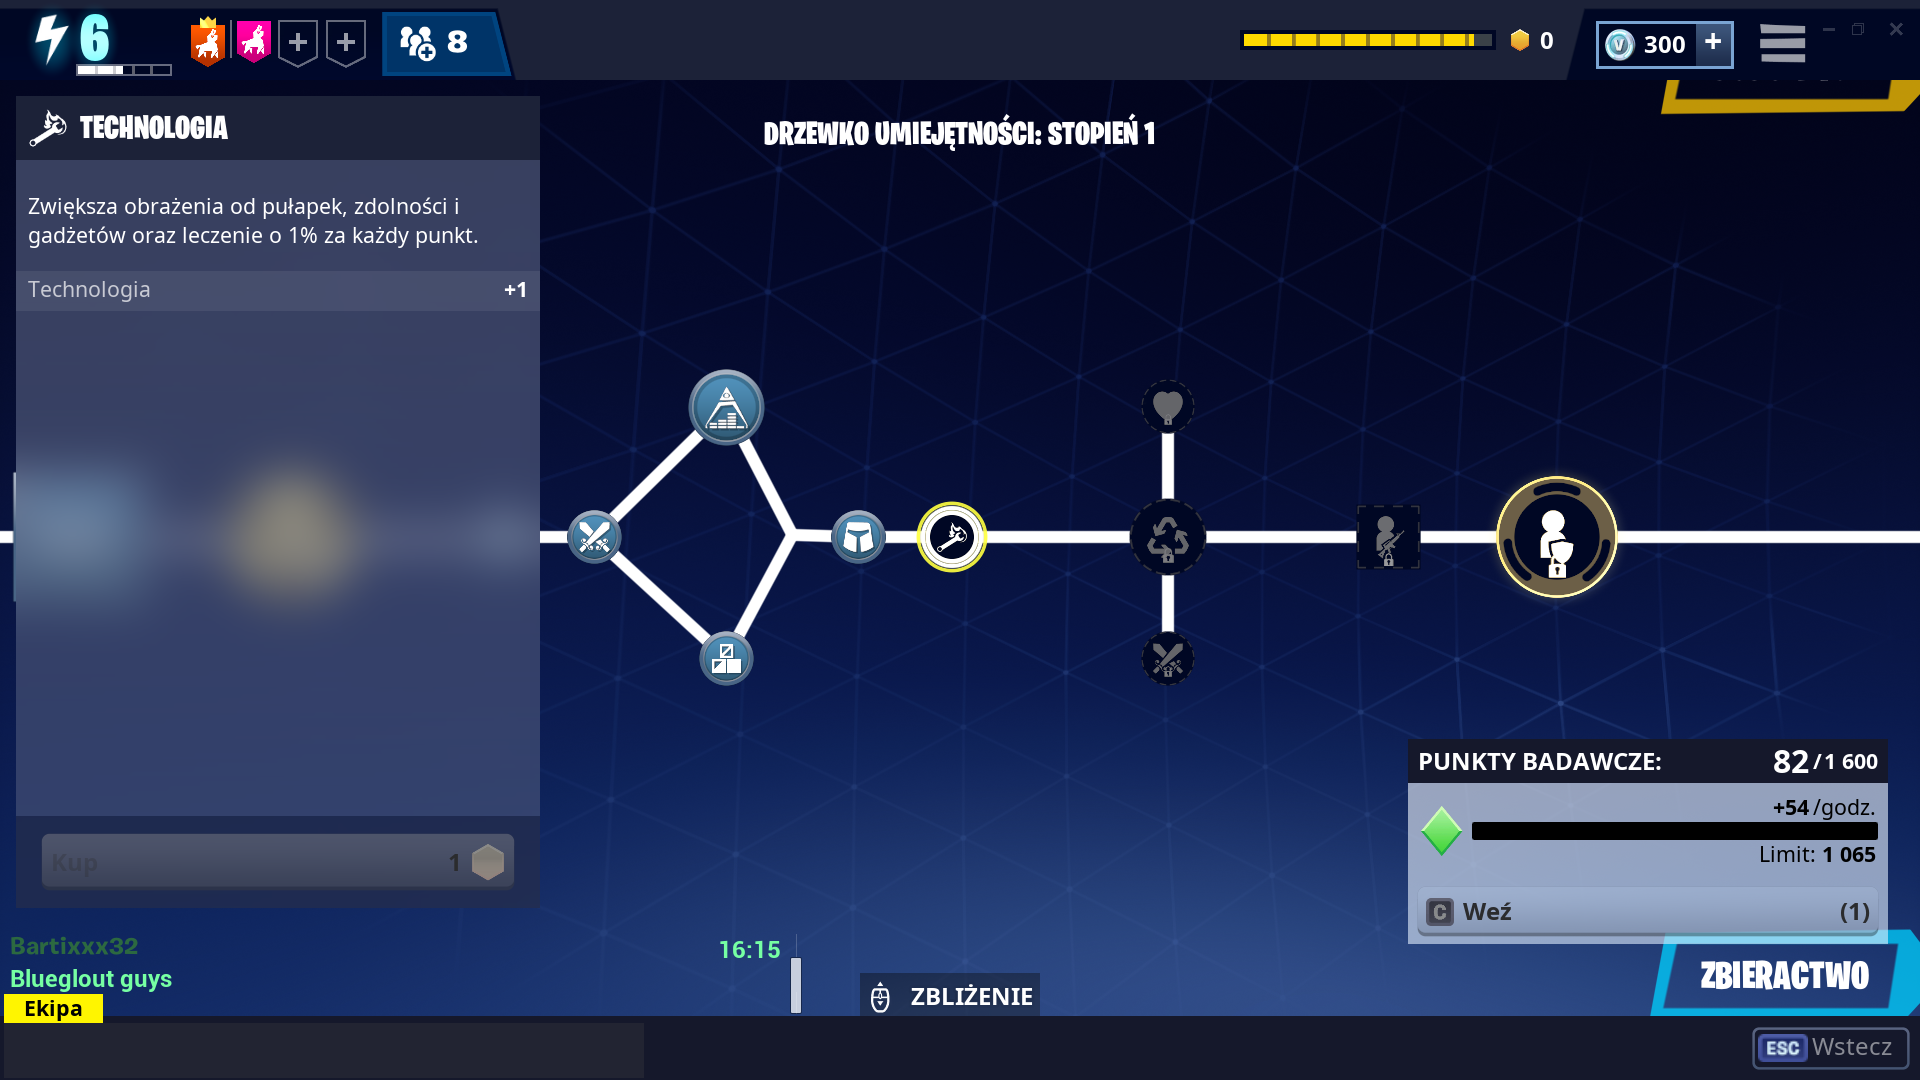 6
8
0
V 300 +
TECHNOLOGIA
DRZEWKO UMIEJĘTNOŚCI: STOPIEŃ 1
Zwiększa obrażenia od pułapek, zdolności i
gadżetów oraz leczenie o 1% za każdy punkt.
Technologia +1
PUNKTY BADAWCZE: 82 / 1 600
+54 /godz.
Limit: 1 065
Kup 1
C Weź (1)
Bartixxx32
16:15
Blueglout guys
ZBIERACTWO
ZBLIŻENIE
Ekipa
ESC Wstecz